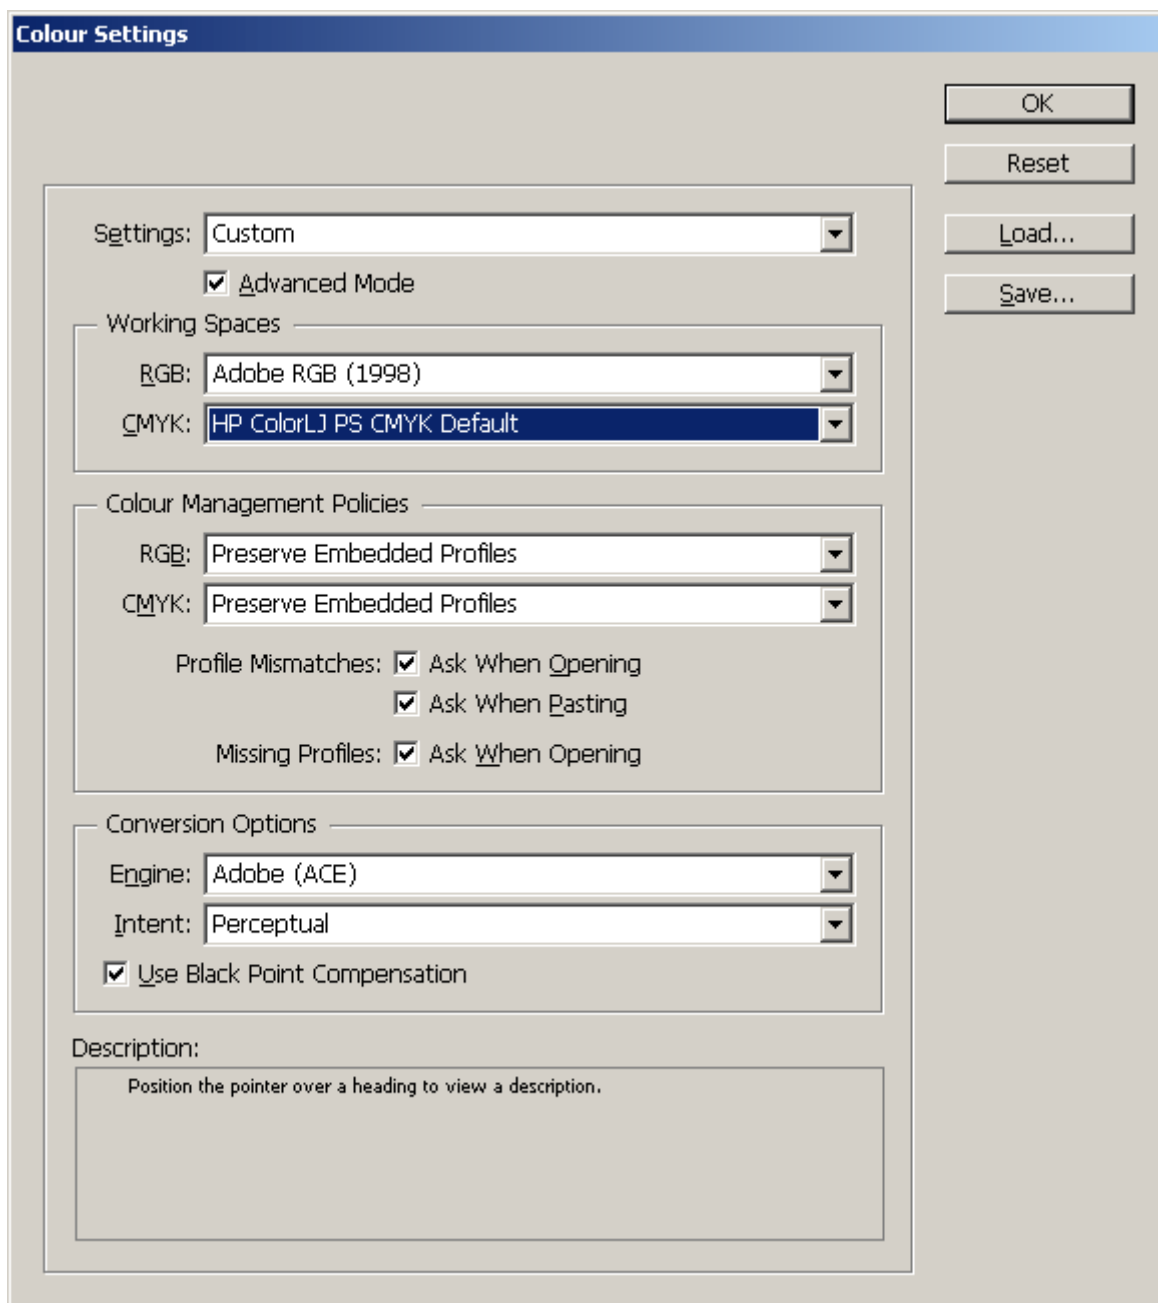 Colour Settings
OK
Reset
Load...
Save...
Settings: Custom
Advanced Mode
Working Spaces
RGB: Adobe RGB (1998)
CMYK: HP ColorLJ PS CMYK Default
Colour Management Policies
RGB: Preserve Embedded Profiles
CMYK: Preserve Embedded Profiles
Profile Mismatches: Ask When Opening
Ask When Pasting
Missing Profiles: Ask When Opening
Conversion Options
Engine: Adobe (ACE)
Intent: Perceptual
Use Black Point Compensation
Description:
Position the pointer over a heading to view a description.